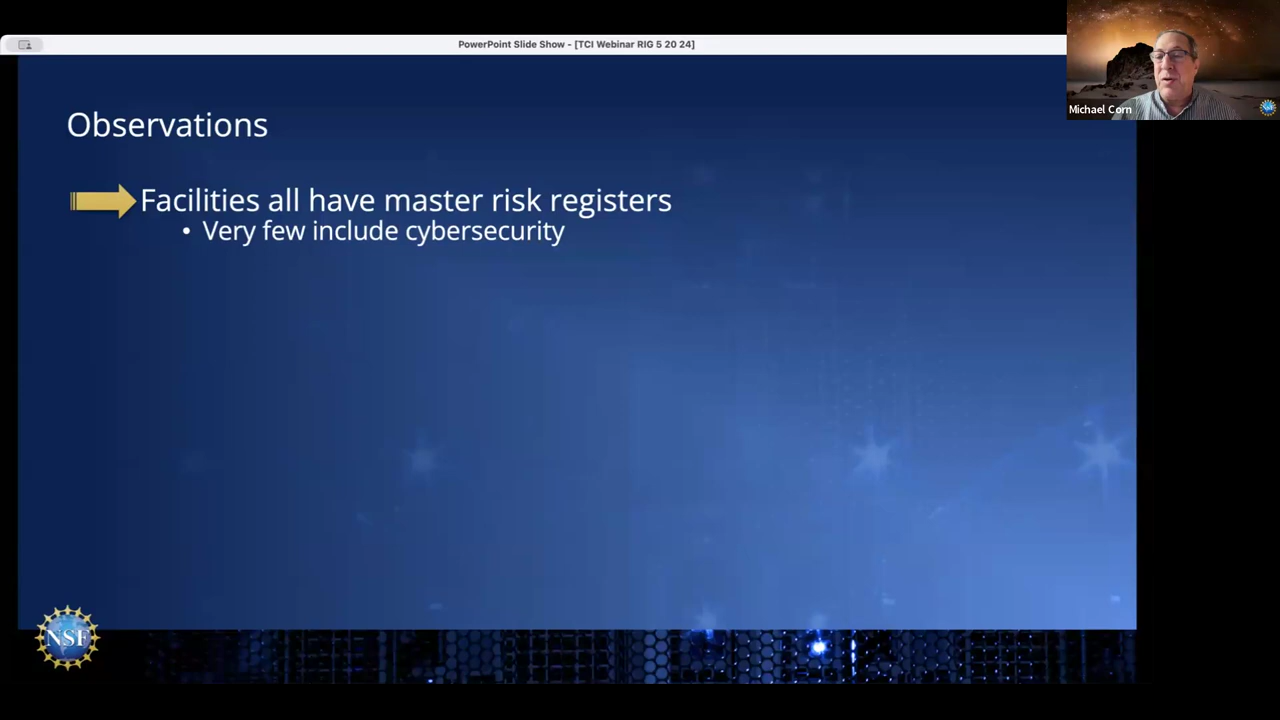 PowerPoint Slide Show - [TCI Webinar RIG 5 20 24]
Michael Corn
Observations
Facilities all have master risk registers
• Very few include cybersecurity
NSF